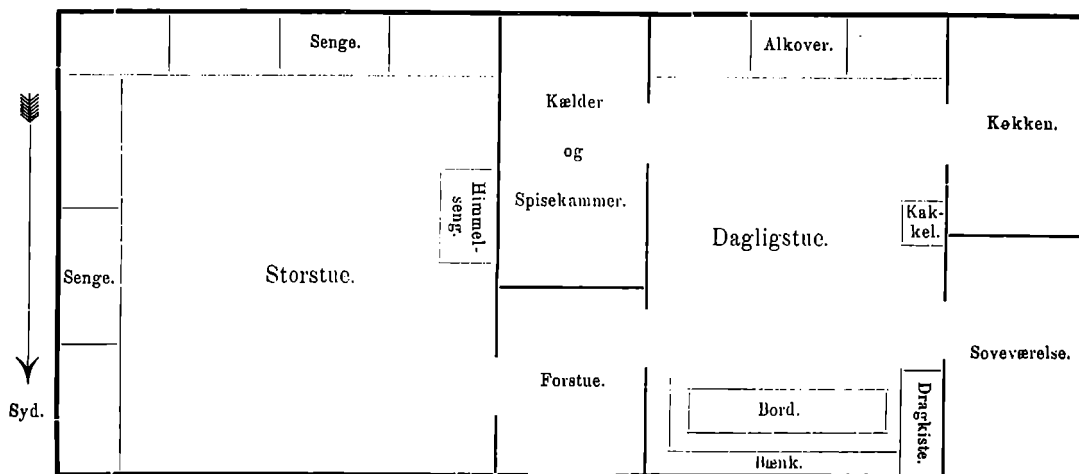 Senge.
Alkover.
Kælder
og
Spisekammer.
Køkken.
Himmel-
seng.
Kak-
kel.
Dagligstue.
Senge.
Storstue.
Syd.
Forstue.
Soveværelse.
Bord.
Dragkiste.
Bænk.